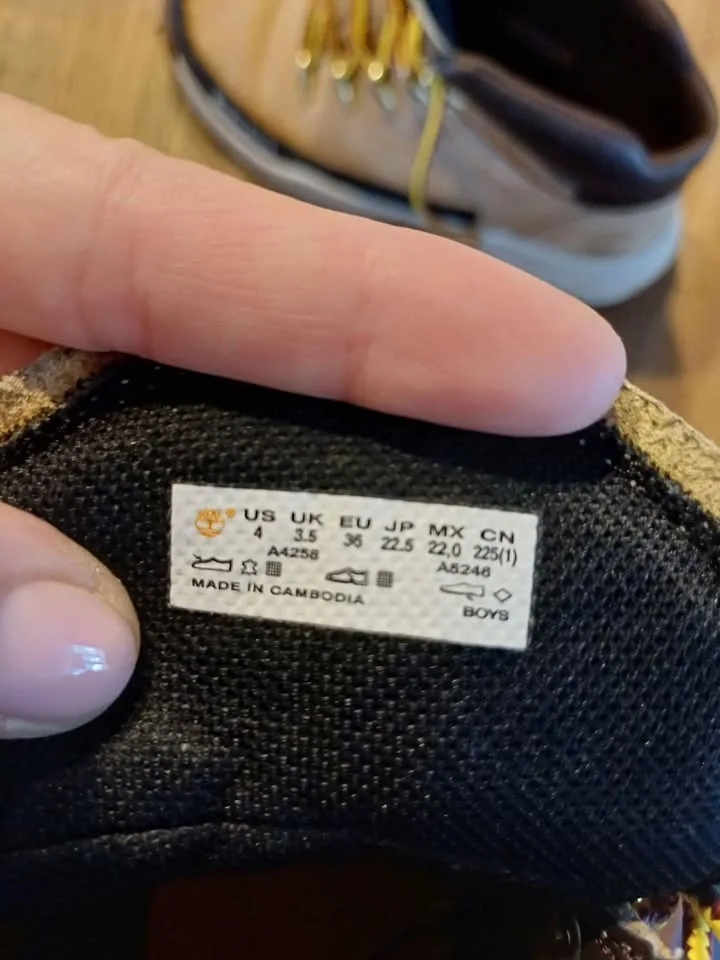 US UK EU JP MX CN
4 3.5 36 22.5 22,0 225(1)
A4258 A5246
MADE IN CAMBODIA
BOYS